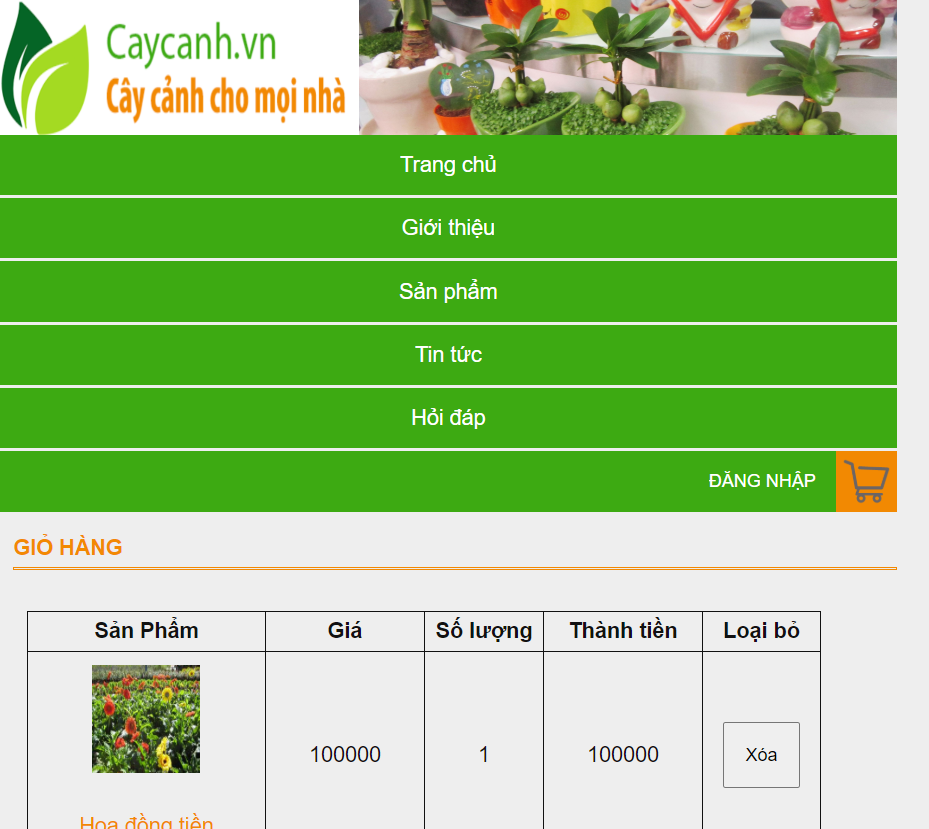 Caycanh.vn
Cây cảnh cho mọi nhà
Trang chủ
Giới thiệu
Sản phẩm
Tin tức
Hỏi đáp
ĐĂNG NHẬP
GIỎ HÀNG
Sản Phẩm Giá Số lượng Thành tiền Loại bỏ
100000 1 100000 Xóa
Hoa đồng tiền